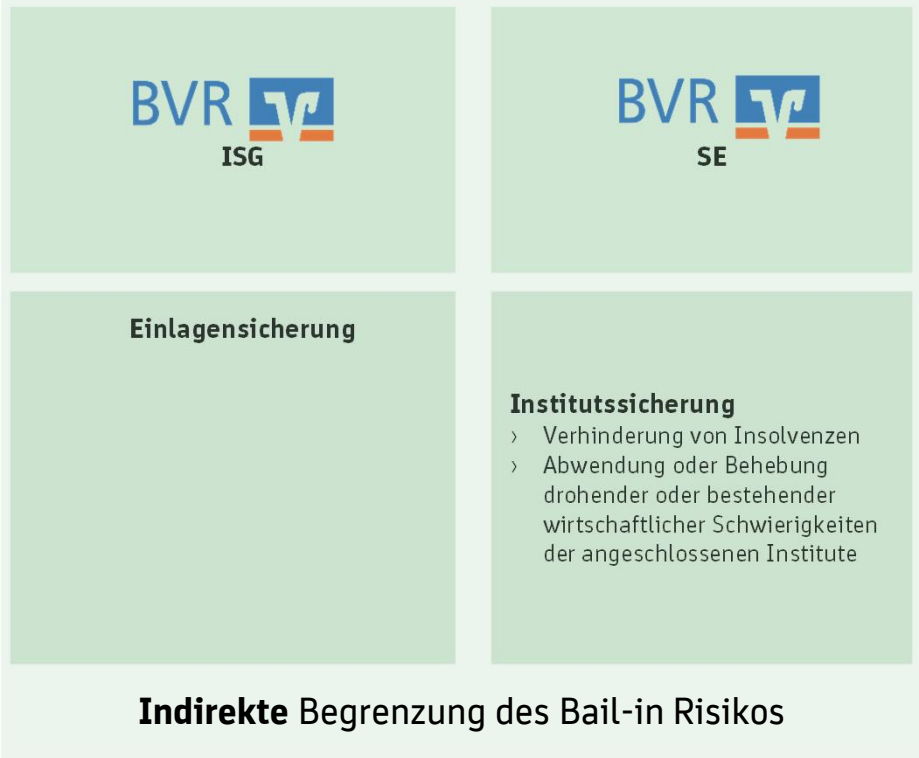 BVR
ISG
BVR
SE
Einlagensicherung
Institutssicherung
› Verhinderung von Insolvenzen
› Abwendung oder Behebung
drohender oder bestehender
wirtschaftlicher Schwierigkeiten
der angeschlossenen Institute
Indirekte Begrenzung des Bail-in Risikos